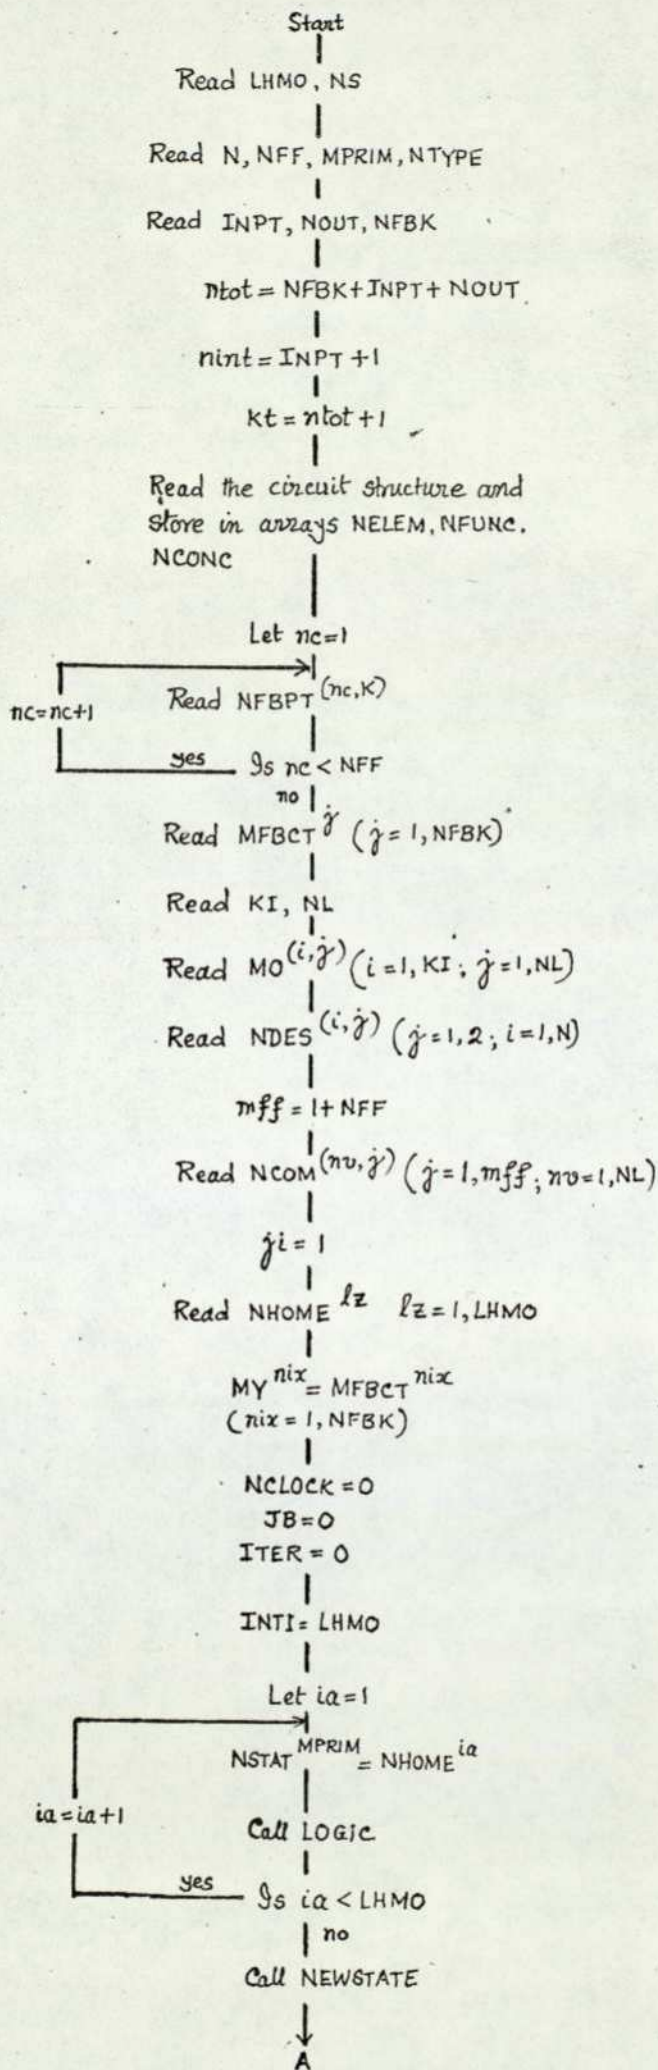 Start
Read LHMO, NS
Read N, NFF, MPRIM, NTYPE
Read INPT, NOUT, NFBK
ntot = NFBK+INPT+NOUT
nint = INPT +1
kt = ntot +1
Read the circuit structure and
store in arrays NELEM, NFUNC.
NCONC
Let nc=1
Read NFBPT (nc,K)
nc=nc+1
yes Is nc < NFF
no
Read MFBCT j (j = 1, NFBK)
Read KI, NL
Read MO (i,j) (i=1, KI; j=1, NL)
Read NDES (i,j) (j=1,2; i=1,N)
mff = 1+ NFF
Read NCOM (nv,j) (j=1, mff; nv=1, NL)
ji = 1
Read NHOME lz lz=1, LHMO
MY nix = MFBCT nix
(nix = 1, NFBK)
NCLOCK = 0
JB=0
ITER = 0
INTI= LHMO
Let ia=1
NSTAT MPRIM = NHOME ia
ia=ia+1
Call LOGIC
yes Is ia < LHMO
no
Call NEWSTATE
A